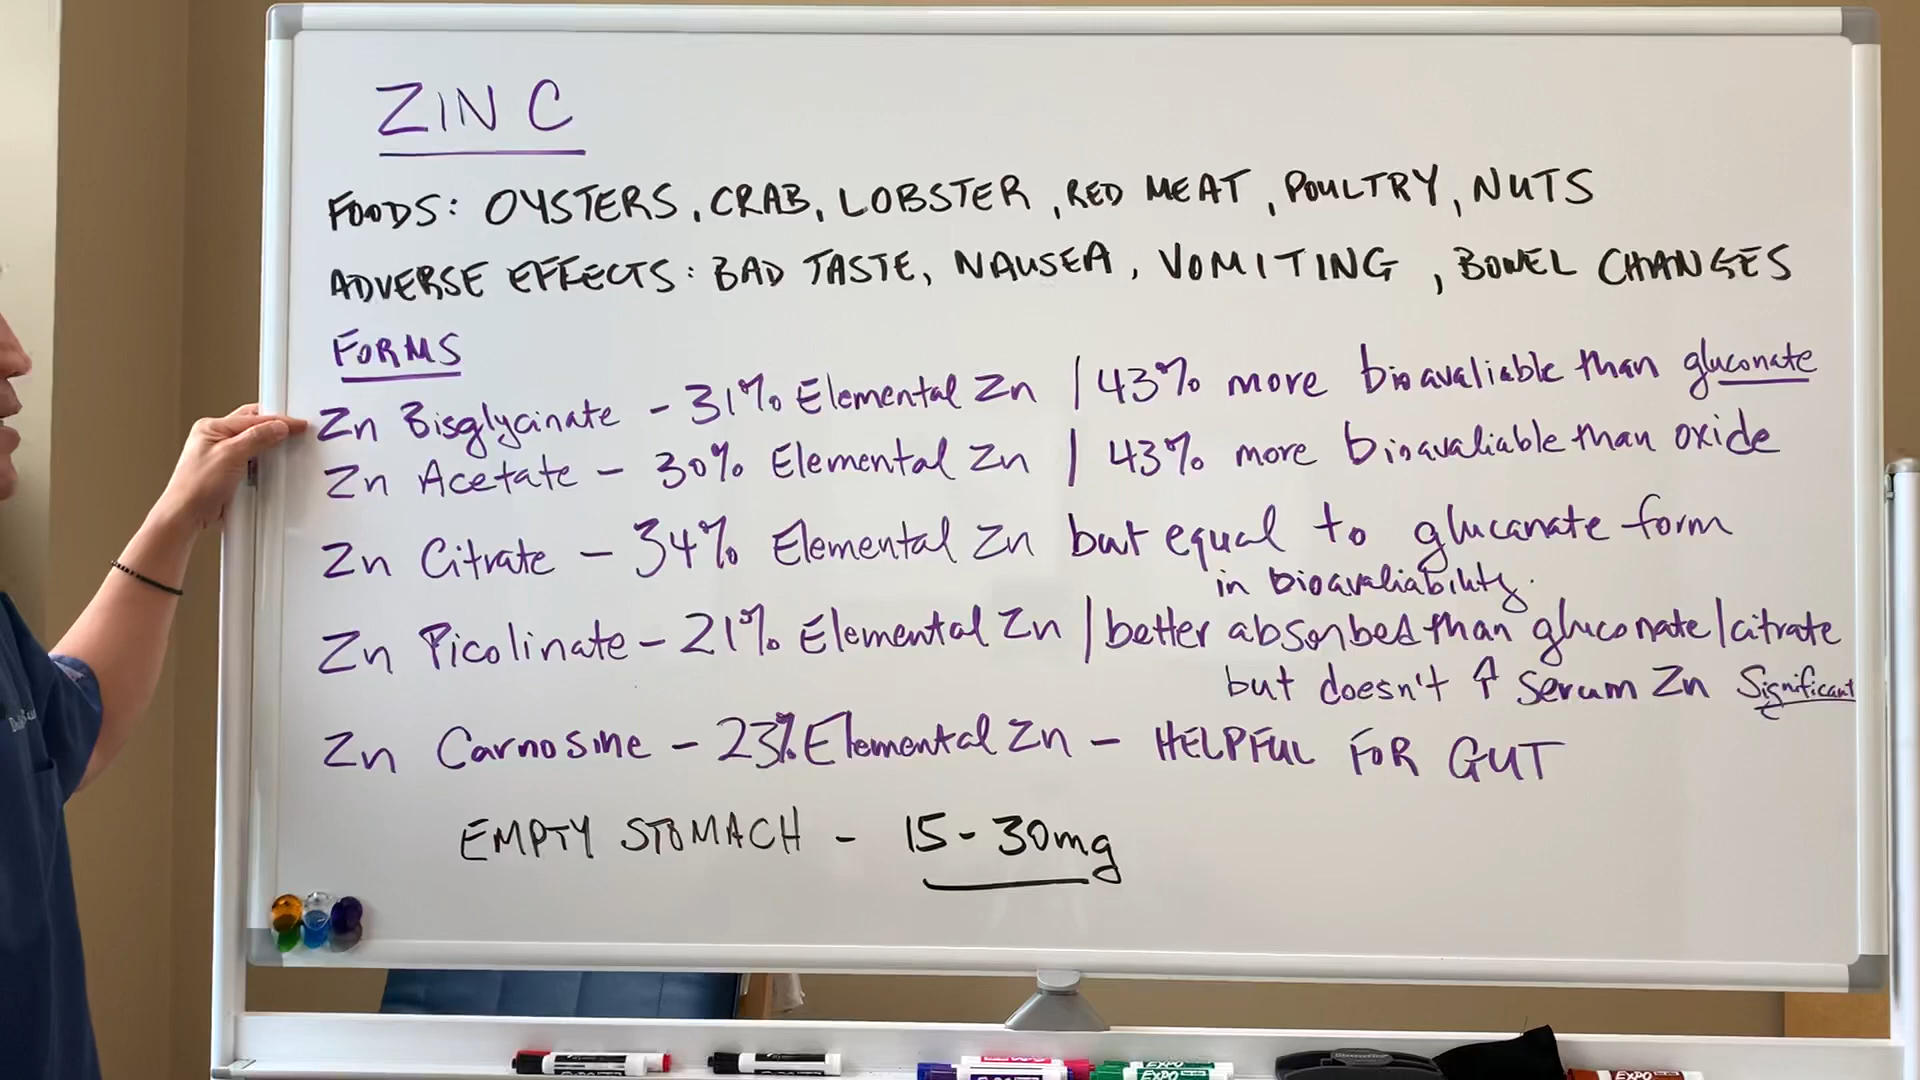 ZINC
FOODS: OYSTERS, CRAB, LOBSTER, RED MEAT, POULTRY, NUTS
ADVERSE EFFECTS: BAD TASTE, NAUSEA, VOMITING, BOWEL CHANGES
FORMS
Zn Bisglycinate - 31% Elemental Zn | 43% more bioavaliable than gluconate
Zn Acetate - 30% Elemental Zn | 43% more bioavaliable than oxide
Zn Citrate - 34% Elemental Zn but equal to glucanate form
in bioavaliability.
Zn Picolinate - 21% Elemental Zn | better absorbed than gluconate/citrate
but doesn't ↑ serum Zn Significant
Zn Carnosine - 23% Elemental Zn - HELPFUL FOR GUT
EMPTY STOMACH - 15-30mg
EXPO
EXPO
EXPO